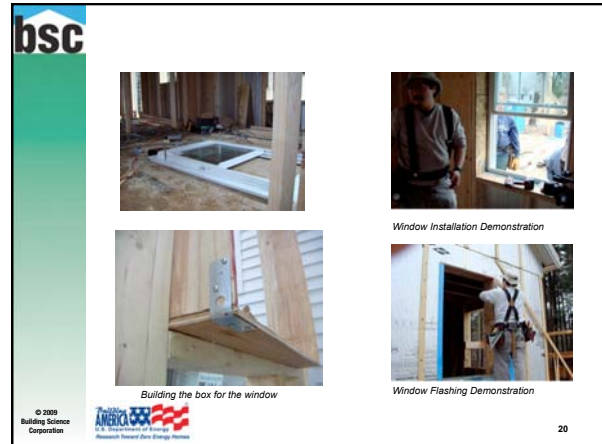 bsc
Window Installation Demonstration
Building the box for the window
Window Flashing Demonstration
© 2009
Building Science
Corporation
Building
AMERICA
U.S. Department of Energy
Research Toward Zero Energy Homes
20